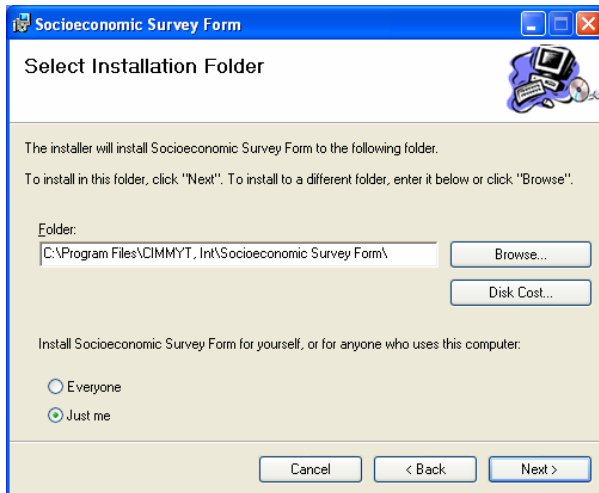 Socioeconomic Survey Form
Select Installation Folder
The installer will install Socioeconomic Survey Form to the following folder.
To install in this folder, click "Next". To install to a different folder, enter it below or click "Browse".
Folder:
C:\Program Files\CIMMYT, Int\Socioeconomic Survey Form\
Browse...
Disk Cost...
Install Socioeconomic Survey Form for yourself, or for anyone who uses this computer:
Everyone
Just me
Cancel
< Back
Next >